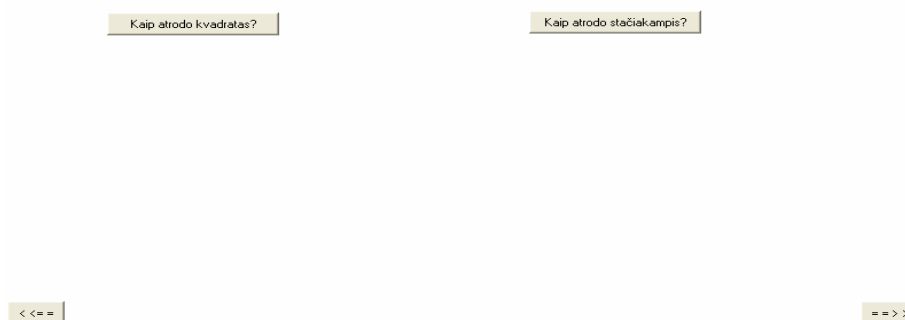 Kaip atrodo kvadratas?
Kaip atrodo stačiakampis?
< <= =
= = > >